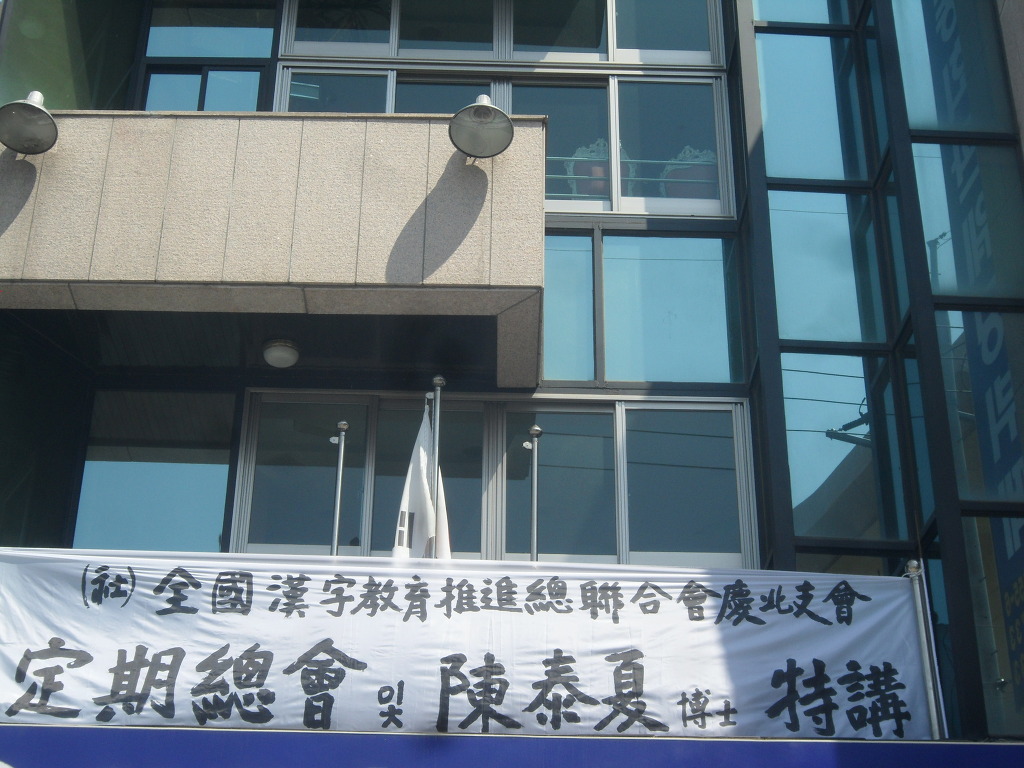 (社) 全國漢字教育推進總聯合會慶北支會
定期總會 및 陳泰夏 博士 特講